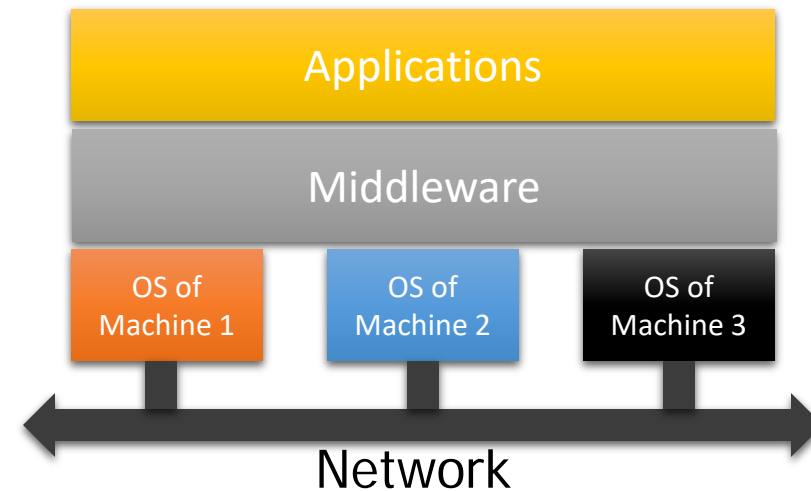 Applications
Middleware
OS of
Machine 1
OS of
Machine 2
OS of
Machine 3
Network